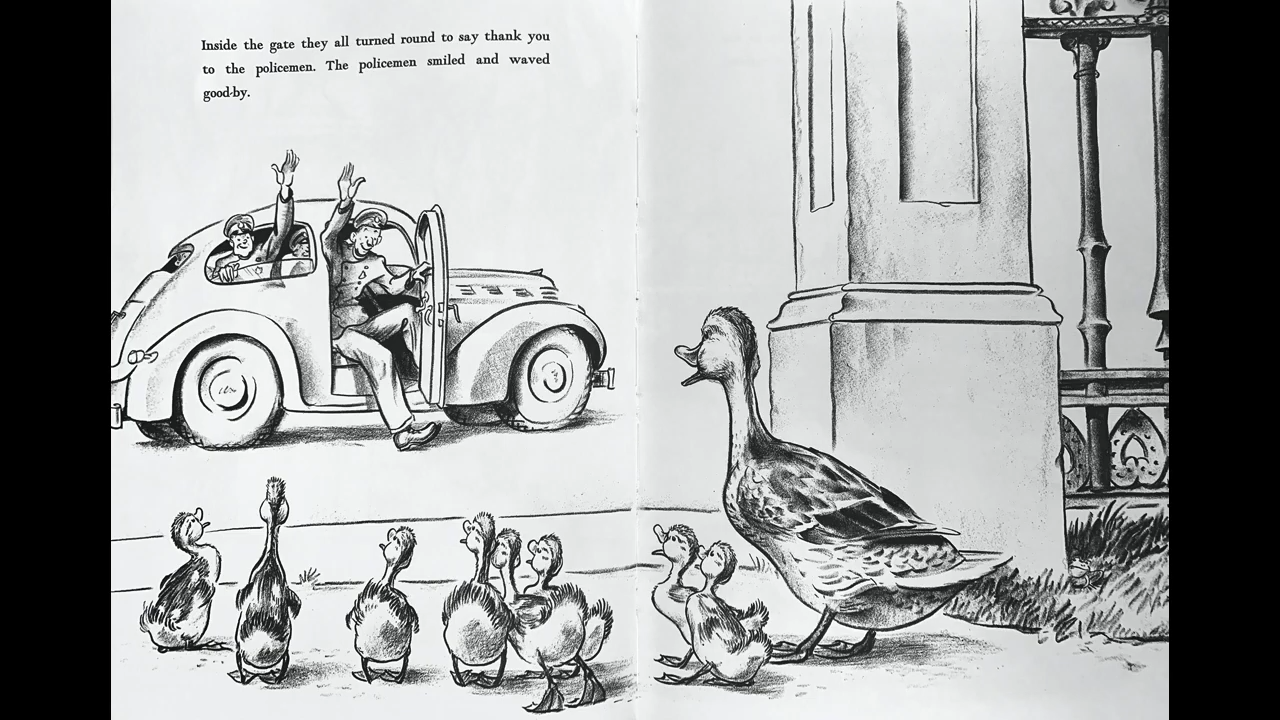 Inside the gate they all turned round to say thank you
to the policemen. The policemen smiled and waved
good-by.